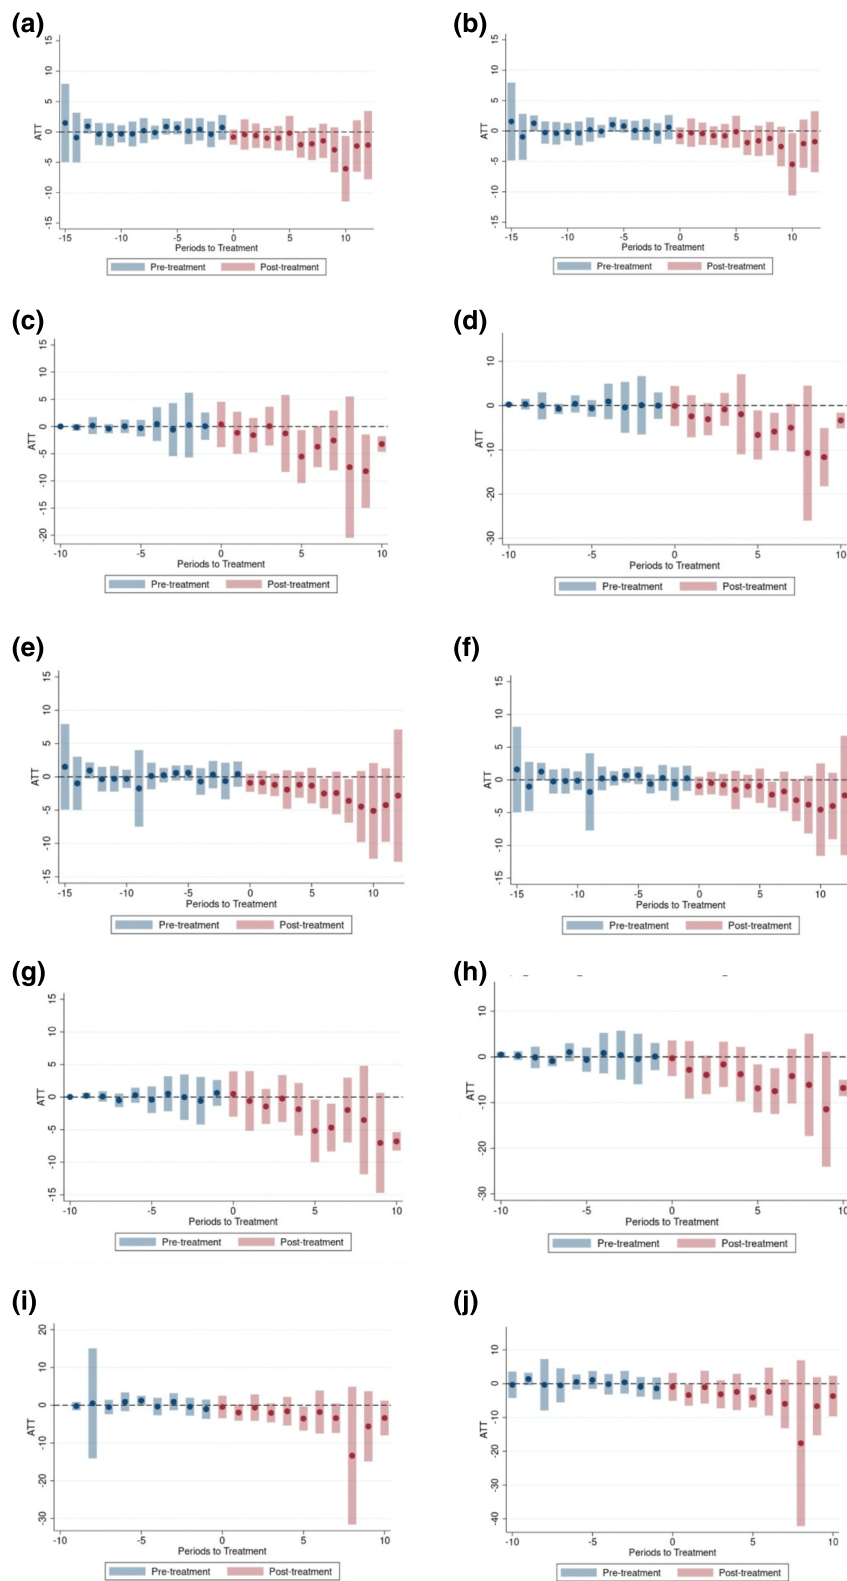 (a)
15
10
5
0
-5
-10
-15
ATT
-15 -10 -5 0 5 10
Periods to Treatment
Pre-treatment Post-treatment
(b)
15
10
5
0
-5
-10
-15
ATT
-15 -10 -5 0 5 10
Periods to Treatment
Pre-treatment Post-treatment
(c)
15
10
5
0
-5
-10
-15
-20
ATT
-10 -5 0 5 10
Periods to Treatment
Pre-treatment Post-treatment
(d)
10
0
-10
-20
-30
ATT
-10 -5 0 5 10
Periods to Treatment
Pre-treatment Post-treatment
(e)
15
10
5
0
-5
-10
-15
ATT
-15 -10 -5 0 5 10
Periods to Treatment
Pre-treatment Post-treatment
(f)
15
10
5
0
-5
-10
-15
ATT
-15 -10 -5 0 5 10
Periods to Treatment
Pre-treatment Post-treatment
(g)
15
10
5
0
-5
-10
-15
ATT
-10 -5 0 5 10
Periods to Treatment
Pre-treatment Post-treatment
(h)
10
0
-10
-20
-30
ATT
-10 -5 0 5 10
Periods to Treatment
Pre-treatment Post-treatment
(i)
20
10
0
-10
-20
-30
ATT
-10 -5 0 5 10
Periods to Treatment
Pre-treatment Post-treatment
(j)
10
0
-10
-20
-30
-40
ATT
-10 -5 0 5 10
Periods to Treatment
Pre-treatment Post-treatment